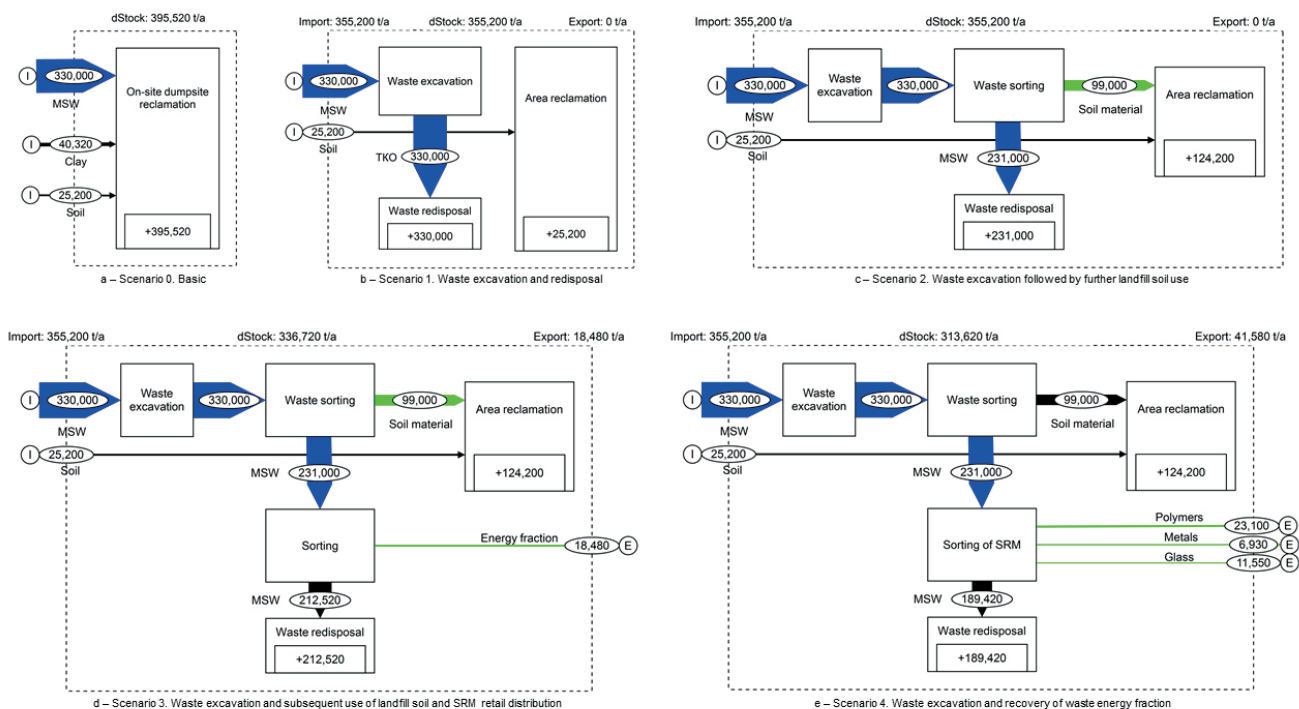 dStock: 395,520 t/a
I
330,000
MSW
On-site dumpsite
reclamation
I
40,320
Clay
I
25,200
Soil
+395,520
a – Scenario 0. Basic
Import: 355,200 t/a
dStock: 355,200 t/a
Export: 0 t/a
I
330,000
MSW
Waste excavation
Area reclamation
I
25,200
Soil
TKO
330,000
Waste redisposal
+330,000
+25,200
b – Scenario 1. Waste excavation and redisposal
Import: 355,200 t/a
dStock: 355,200 t/a
Export: 0 t/a
I
330,000
MSW
Waste
excavation
330,000
Waste sorting
99,000
Soil material
Area reclamation
I
25,200
Soil
MSW
231,000
+124,200
Waste redisposal
+231,000
c – Scenario 2. Waste excavation followed by further landfill soil use
Import: 355,200 t/a
dStock: 336,720 t/a
Export: 18,480 t/a
I
330,000
MSW
Waste
excavation
330,000
Waste sorting
99,000
Soil material
Area reclamation
I
25,200
Soil
MSW
231,000
+124,200
Sorting
Energy fraction
18,480
E
MSW
212,520
Waste redisposal
+212,520
d – Scenario 3. Waste excavation and subsequent use of landfill soil and SRM retail distribution
Import: 355,200 t/a
dStock: 313,620 t/a
Export: 41,580 t/a
I
330,000
MSW
Waste
excavation
330,000
Waste sorting
99,000
Soil material
Area reclamation
I
25,200
Soil
MSW
231,000
+124,200
Sorting of SRM
Polymers
23,100
E
Metals
6,930
E
Glass
11,550
E
MSW
189,420
Waste redisposal
+189,420
e – Scenario 4. Waste excavation and recovery of waste energy fraction